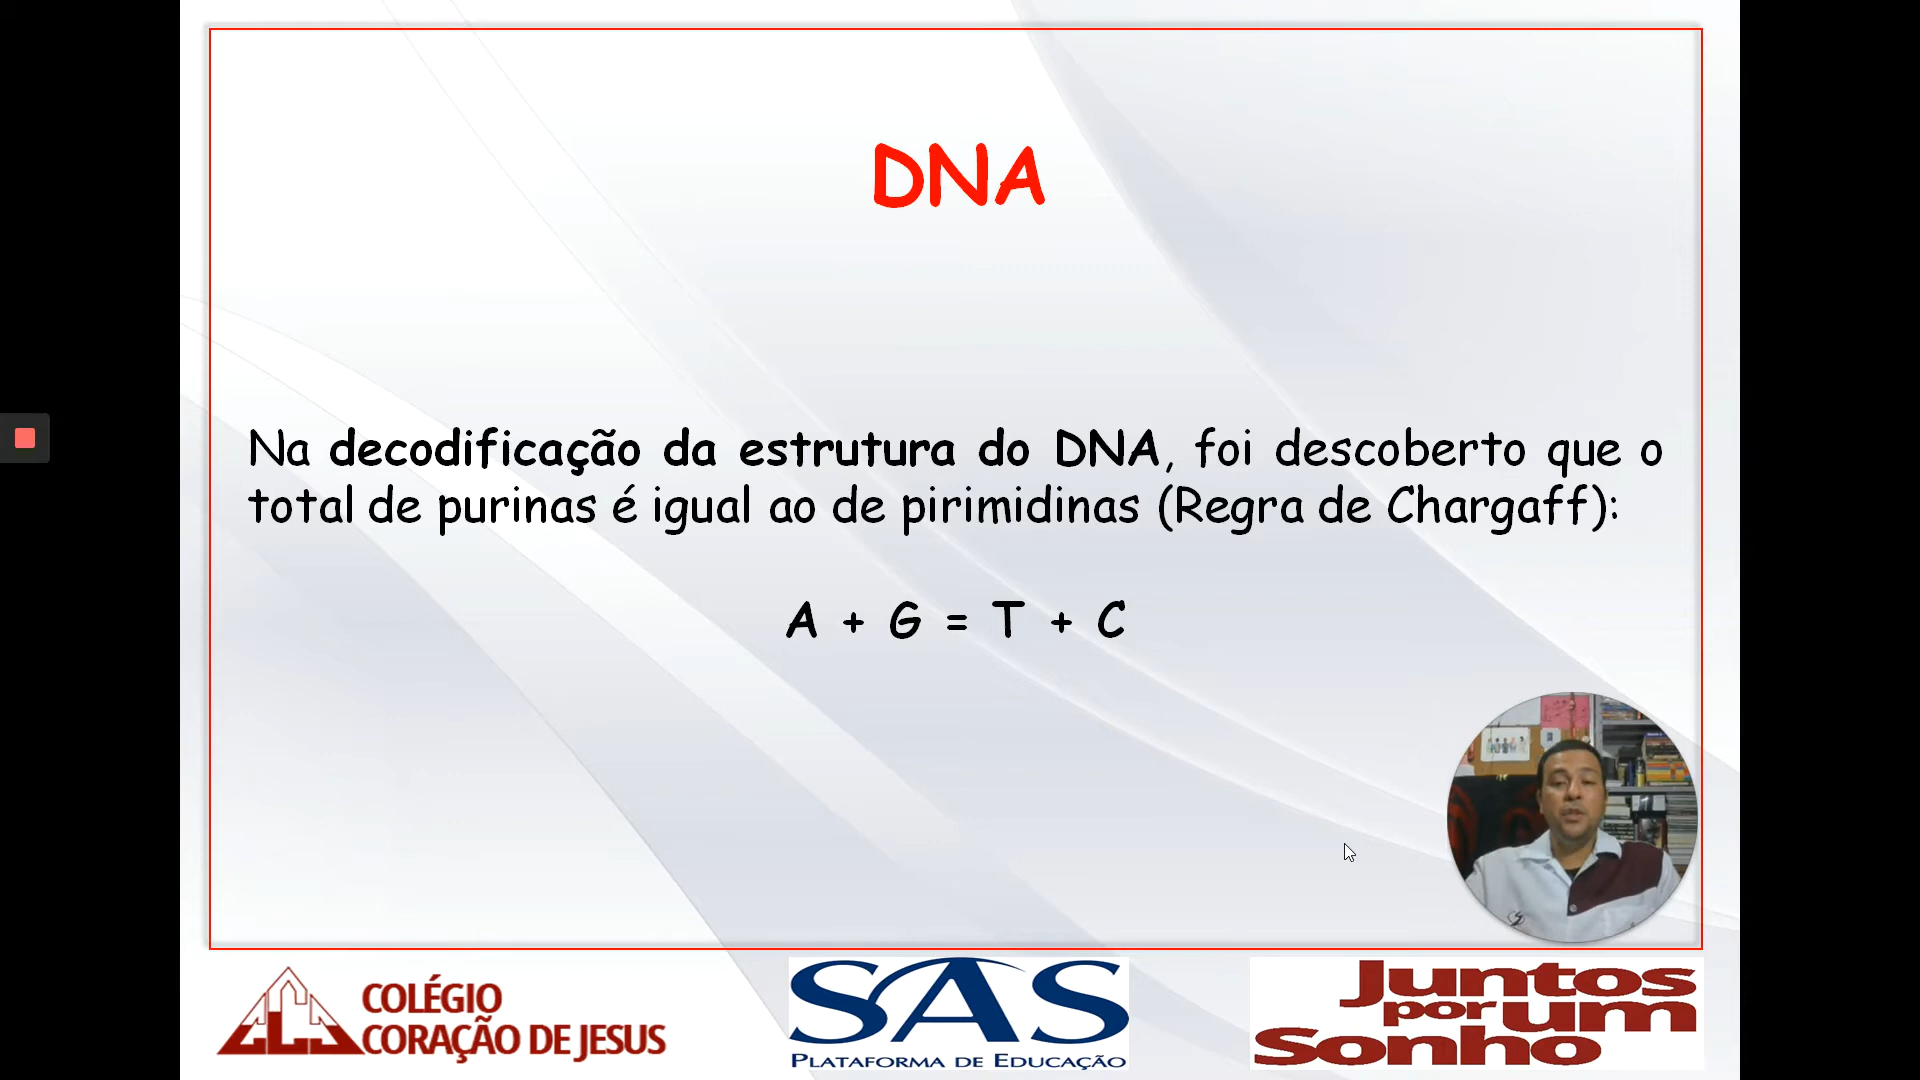 DNA
Na decodificação da estrutura do DNA, foi descoberto que o
total de purinas é igual ao de pirimidinas (Regra de Chargaff):
A + G = T + C
COLÉGIO
CORAÇÃO DE JESUS
SAS
PLATAFORMA DE EDUCAÇÃO
Juntos
por um
Sonho